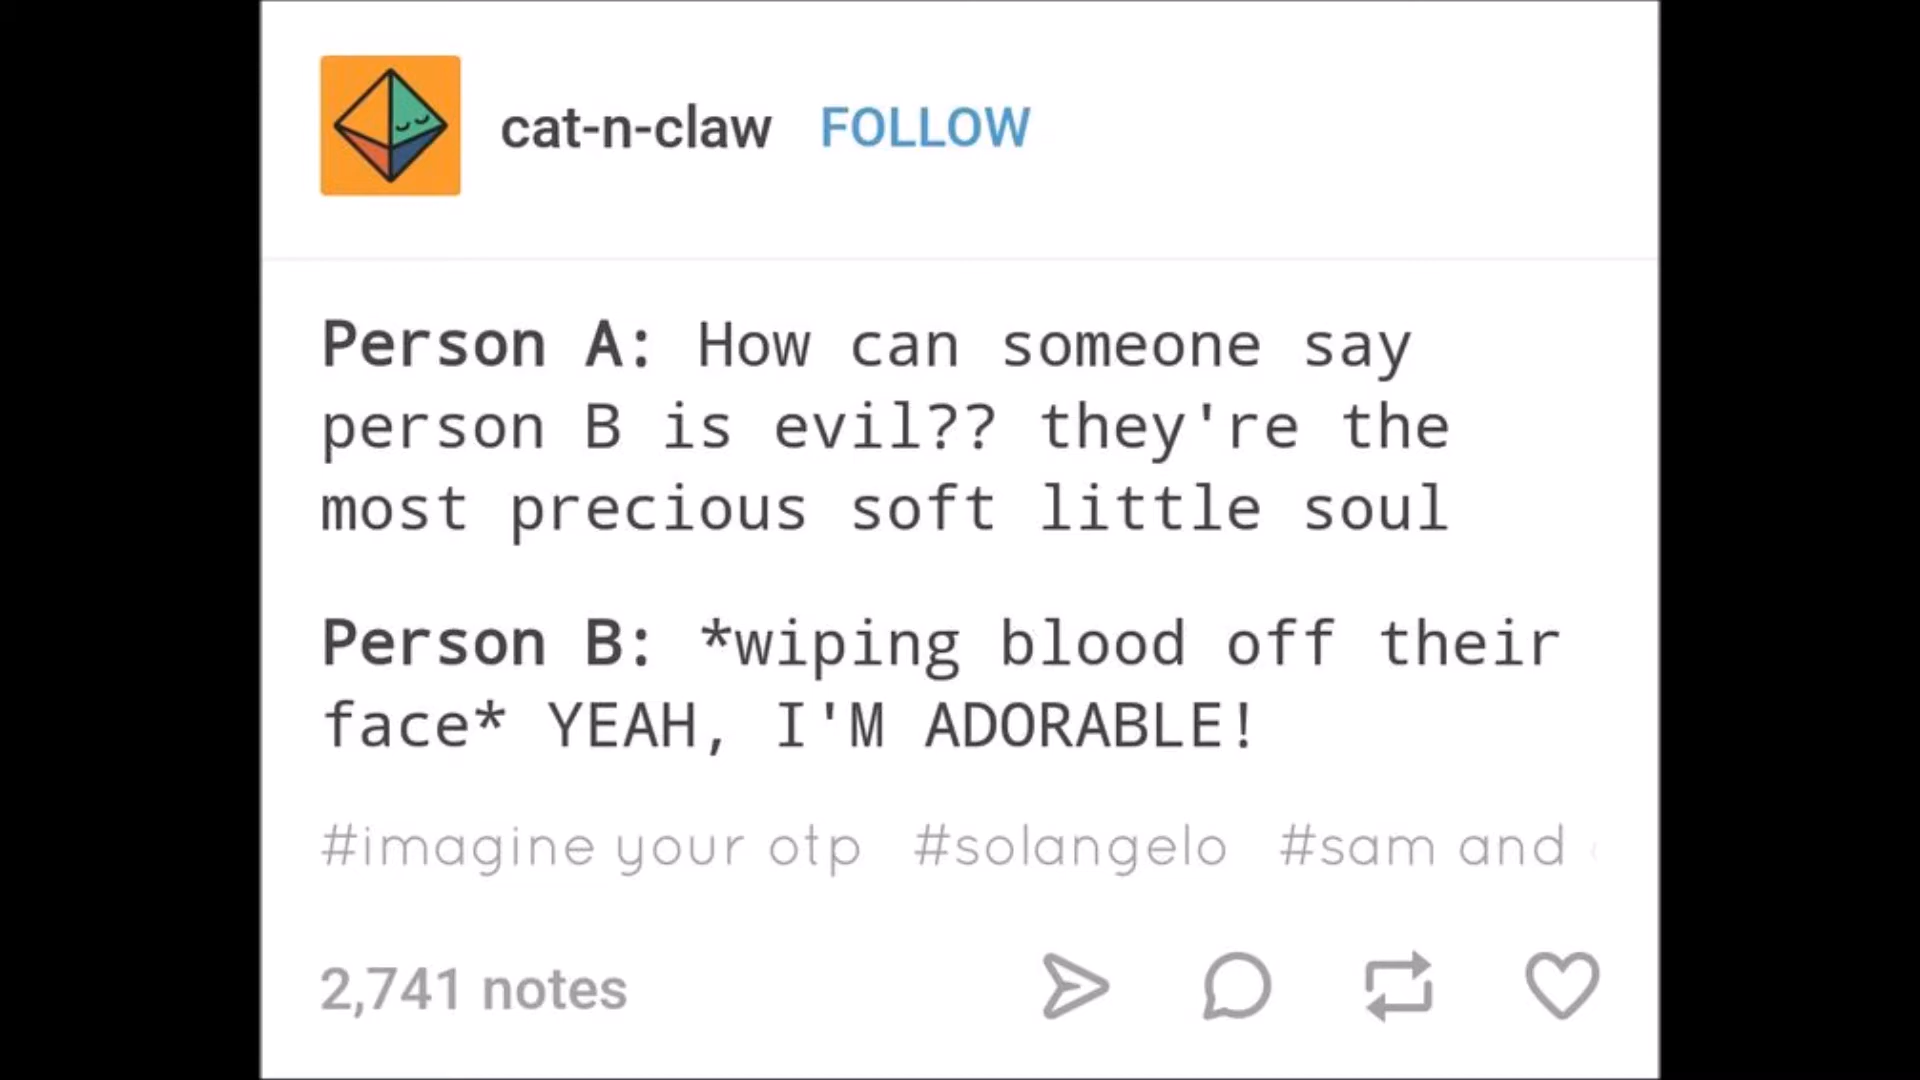 cat-n-claw FOLLOW
Person A: How can someone say
person B is evil?? they're the
most precious soft little soul
Person B: *wiping blood off their
face* YEAH, I'M ADORABLE!
#imagine your otp #solangelo #sam and
2,741 notes